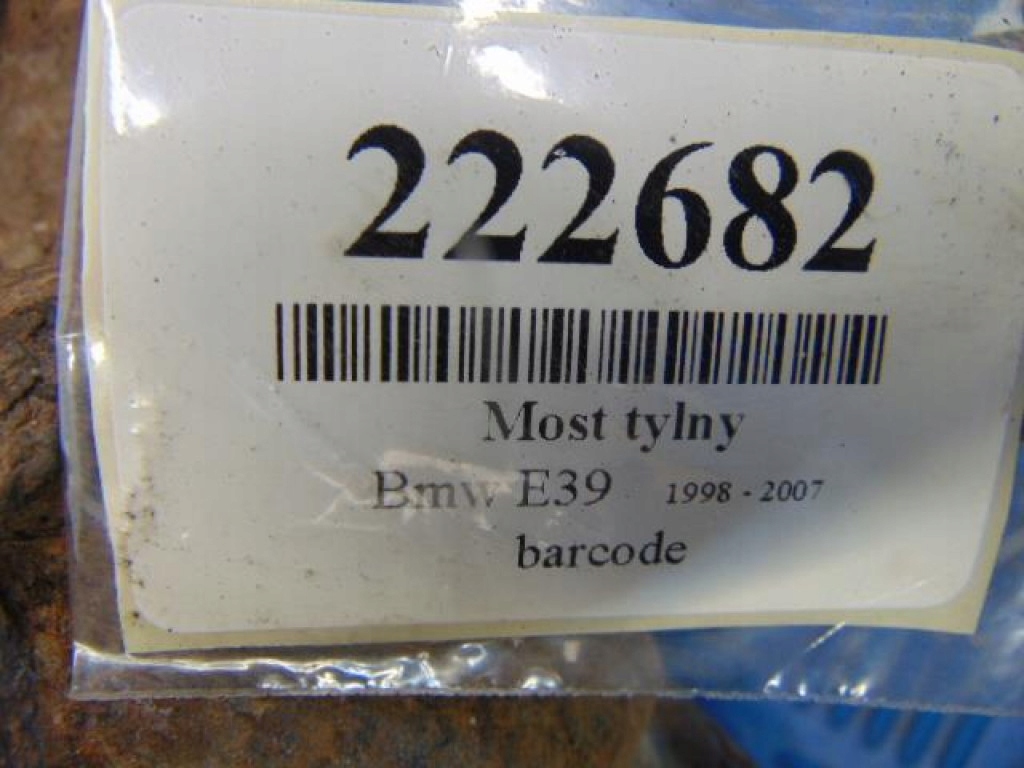 222682
Most tylny
Bmw E39 1998 - 2007
barcode